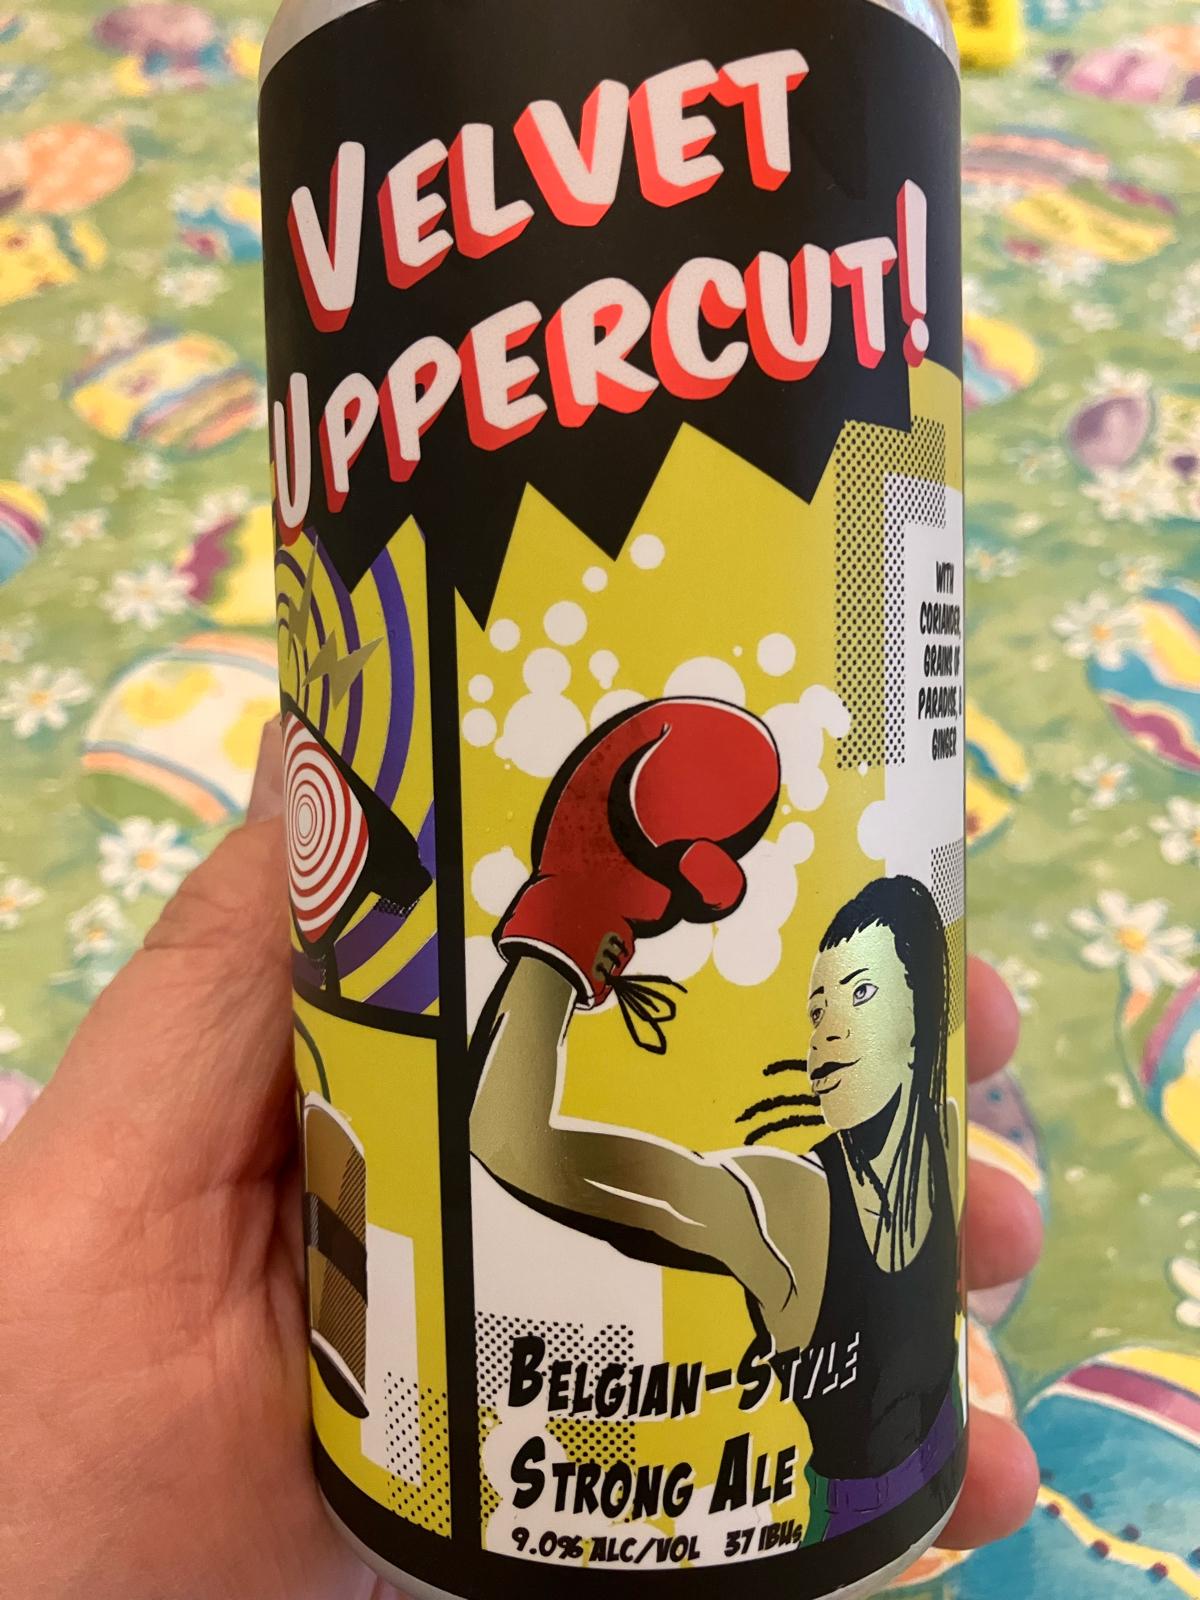 VELVET
UPPERCUT!
WITH
CORIANDER,
GRAINS OF
PARADISE, &
GINGER
BELGIAN-STYLE
STRONG ALE
9.0% ALC/VOL 37 IBUs